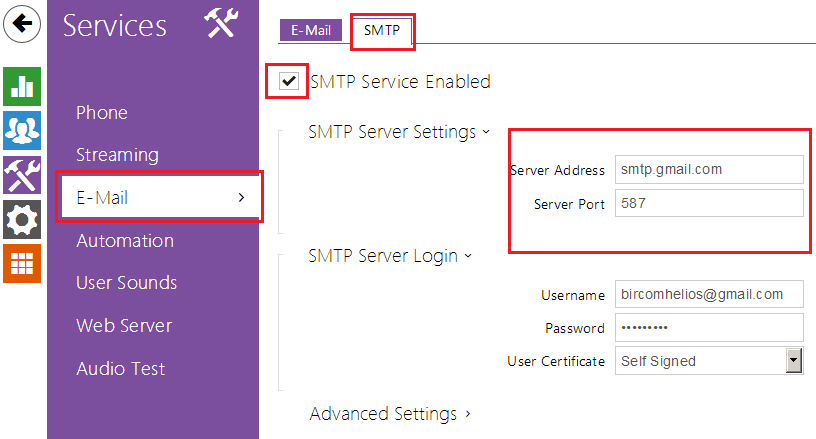 Services
Phone
Streaming
E-Mail
Automation
User Sounds
Web Server
Audio Test
E-Mail SMTP
SMTP Service Enabled
SMTP Server Settings
Server Address smtp.gmail.com
Server Port 587
SMTP Server Login
Username bircomhelios@gmail.com
Password •••••••••
User Certificate Self Signed
Advanced Settings